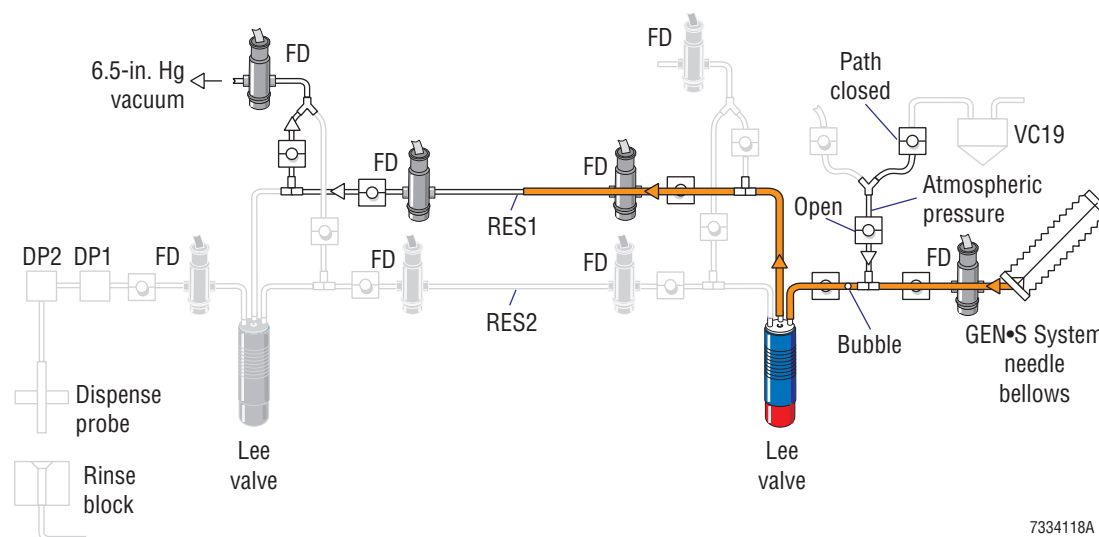 FD
6.5-in. Hg
vacuum
FD
Path
closed
VC19
FD
FD
Atmospheric
pressure
Open
RES1
DP2
DP1
FD
FD
FD
FD
RES2
Bubble
GEN•S System
needle
bellows
Dispense
probe
Lee
valve
Lee
valve
Rinse
block
7334118A